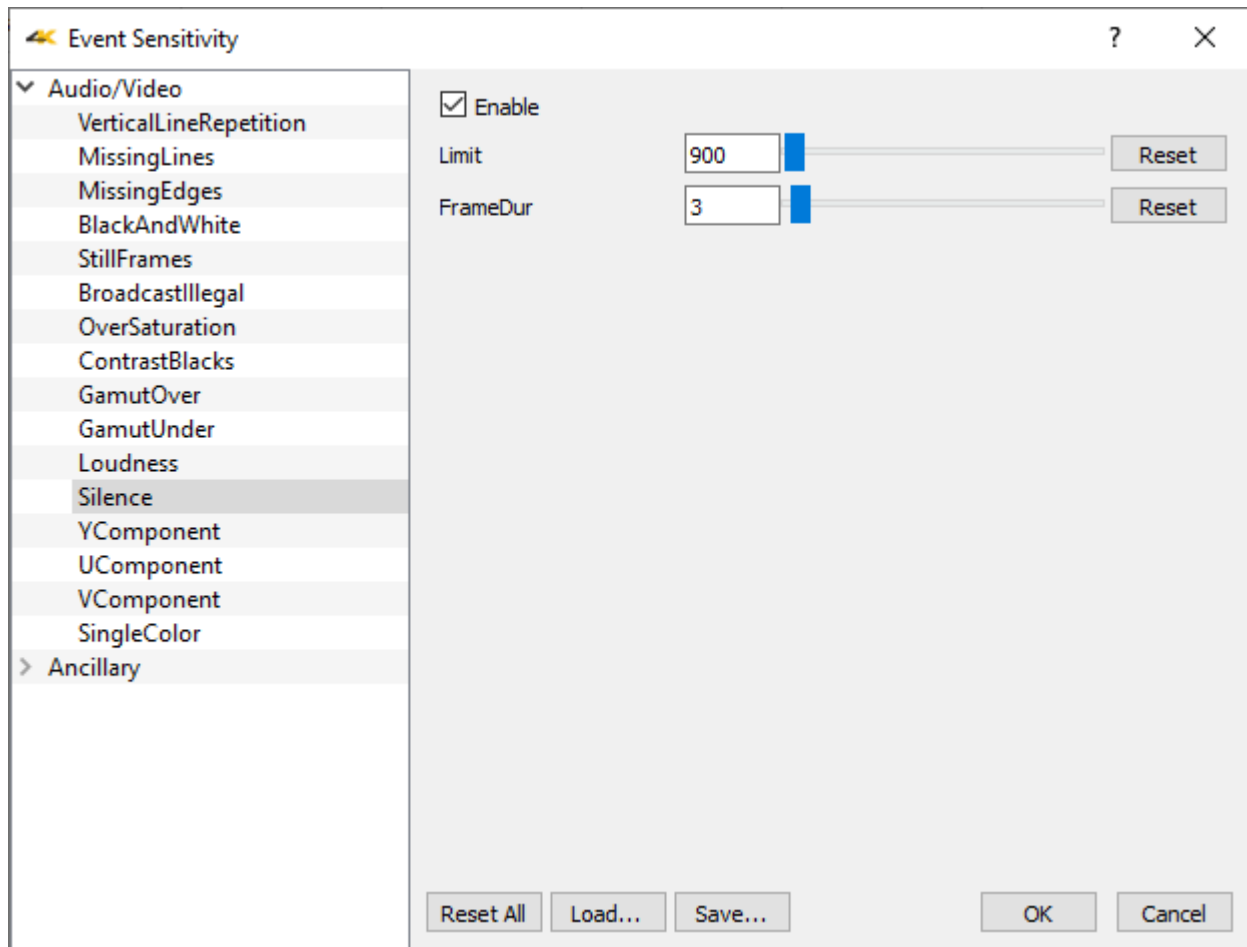 4K Event Sensitivity ?
Audio/Video
VerticalLineRepetition
MissingLines
MissingEdges
BlackAndWhite
StillFrames
BroadcastIllegal
OverSaturation
ContrastBlacks
GamutOver
GamutUnder
Loudness
Silence
YComponent
UComponent
VComponent
SingleColor
Ancillary
Enable
Limit 900 Reset
FrameDur 3 Reset
Reset All Load... Save... OK Cancel